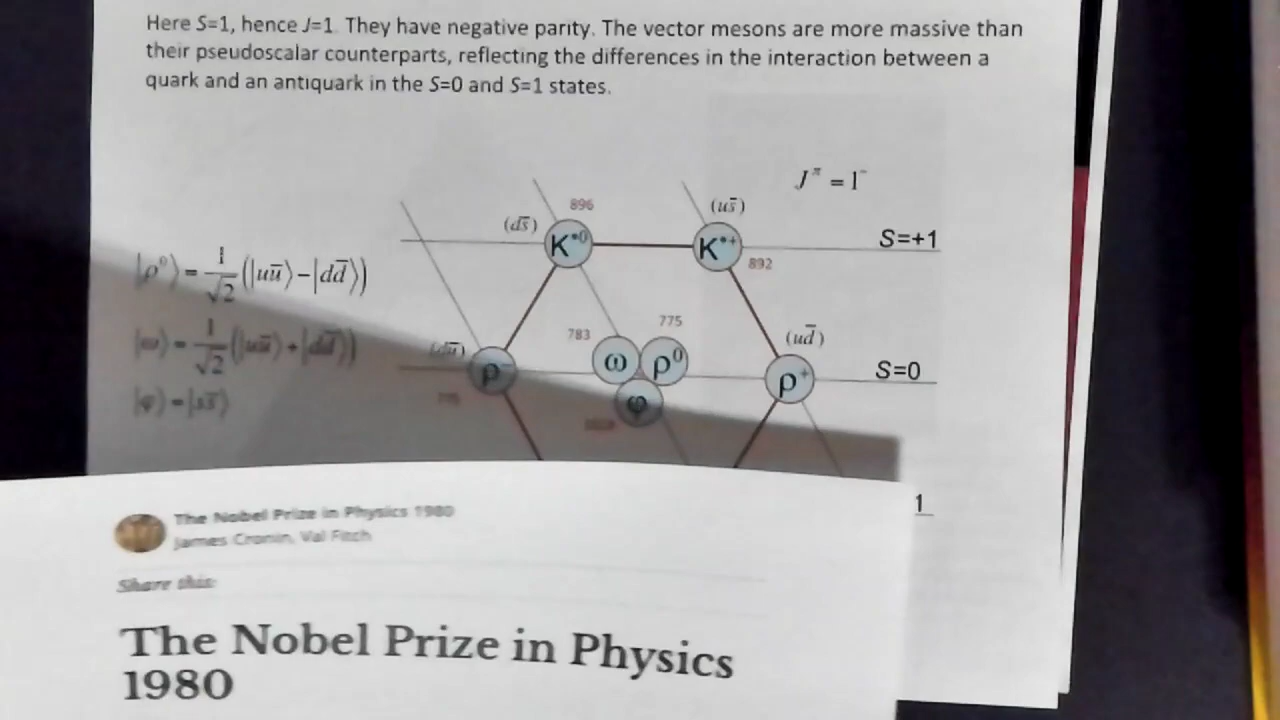 Here S=1, hence J=1. They have negative parity. The vector mesons are more massive than
their pseudoscalar counterparts, reflecting the differences in the interaction between a
quark and an antiquark in the S=0 and S=1 states.
J^π = 1⁻
(ds̄) 896 (us̄)
K*⁰ K*⁺ S=+1
892
|ρ⁰⟩ = 1/√2 (|uū⟩ − |dd̄⟩)
783 775 (ud̄)
|ω⟩ = 1/√2 (|uū⟩ + |dd̄⟩)
(dū)
ρ ω ρ⁰ ρ⁺ S=0
φ
|φ⟩ = |ss̄⟩
1
The Nobel Prize in Physics 1980
James Cronin, Val Fitch
Share this:
The Nobel Prize in Physics
1980